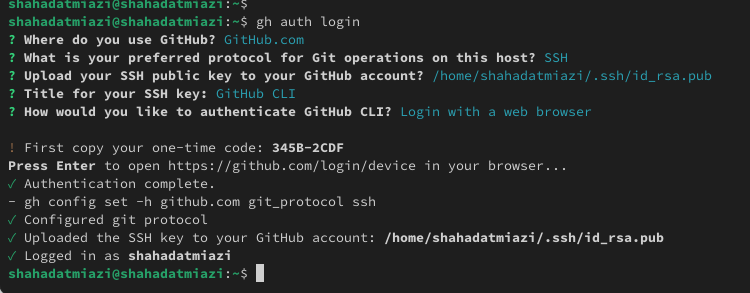 shahadatmiazi@shahadatmiazi:~$
shahadatmiazi@shahadatmiazi:~$ gh auth login
? Where do you use GitHub? GitHub.com
? What is your preferred protocol for Git operations on this host? SSH
? Upload your SSH public key to your GitHub account? /home/shahadatmiazi/.ssh/id_rsa.pub
? Title for your SSH key: GitHub CLI
? How would you like to authenticate GitHub CLI? Login with a web browser
! First copy your one-time code: 345B-2CDF
Press Enter to open https://github.com/login/device in your browser...
✓ Authentication complete.
- gh config set -h github.com git_protocol ssh
✓ Configured git protocol
✓ Uploaded the SSH key to your GitHub account: /home/shahadatmiazi/.ssh/id_rsa.pub
✓ Logged in as shahadatmiazi
shahadatmiazi@shahadatmiazi:~$